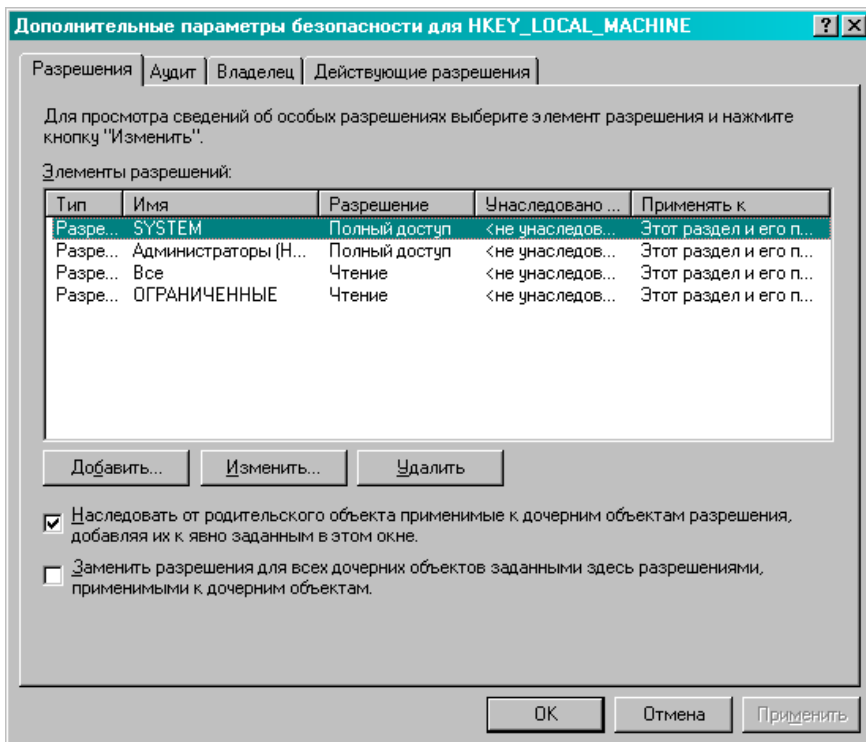 Дополнительные параметры безопасности для HKEY_LOCAL_MACHINE
Разрешения Аудит Владелец Действующие разрешения
Для просмотра сведений об особых разрешениях выберите элемент разрешения и нажмите
кнопку "Изменить".
Элементы разрешений:
Тип Имя Разрешение Унаследовано ... Применять к
Разре... SYSTEM Полный доступ <не унаследов... Этот раздел и его п...
Разре... Администраторы (H... Полный доступ <не унаследов... Этот раздел и его п...
Разре... Все Чтение <не унаследов... Этот раздел и его п...
Разре... ОГРАНИЧЕННЫЕ Чтение <не унаследов... Этот раздел и его п...
Добавить... Изменить... Удалить
Наследовать от родительского объекта применимые к дочерним объектам разрешения,
добавляя их к явно заданным в этом окне.
Заменить разрешения для всех дочерних объектов заданными здесь разрешениями,
применимыми к дочерним объектам.
OK Отмена Применить